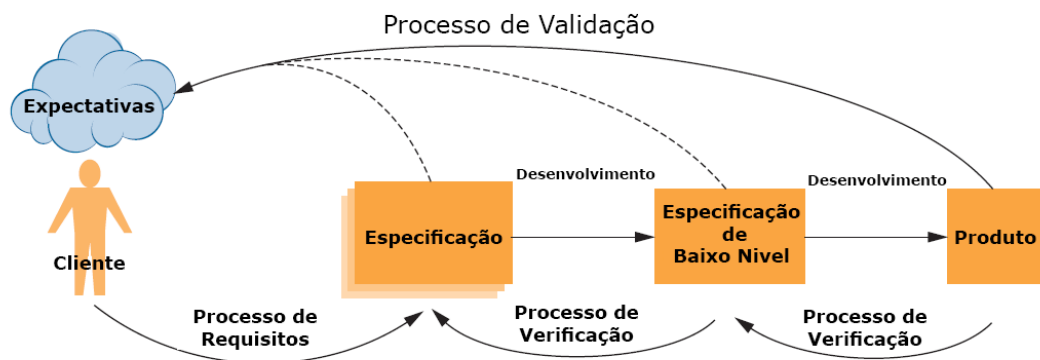 Processo de Validação
Expectativas
Cliente
Desenvolvimento
Desenvolvimento
Especificação
Especificação
de
Baixo Nivel
Produto
Processo de
Requisitos
Processo de
Verificação
Processo de
Verificação